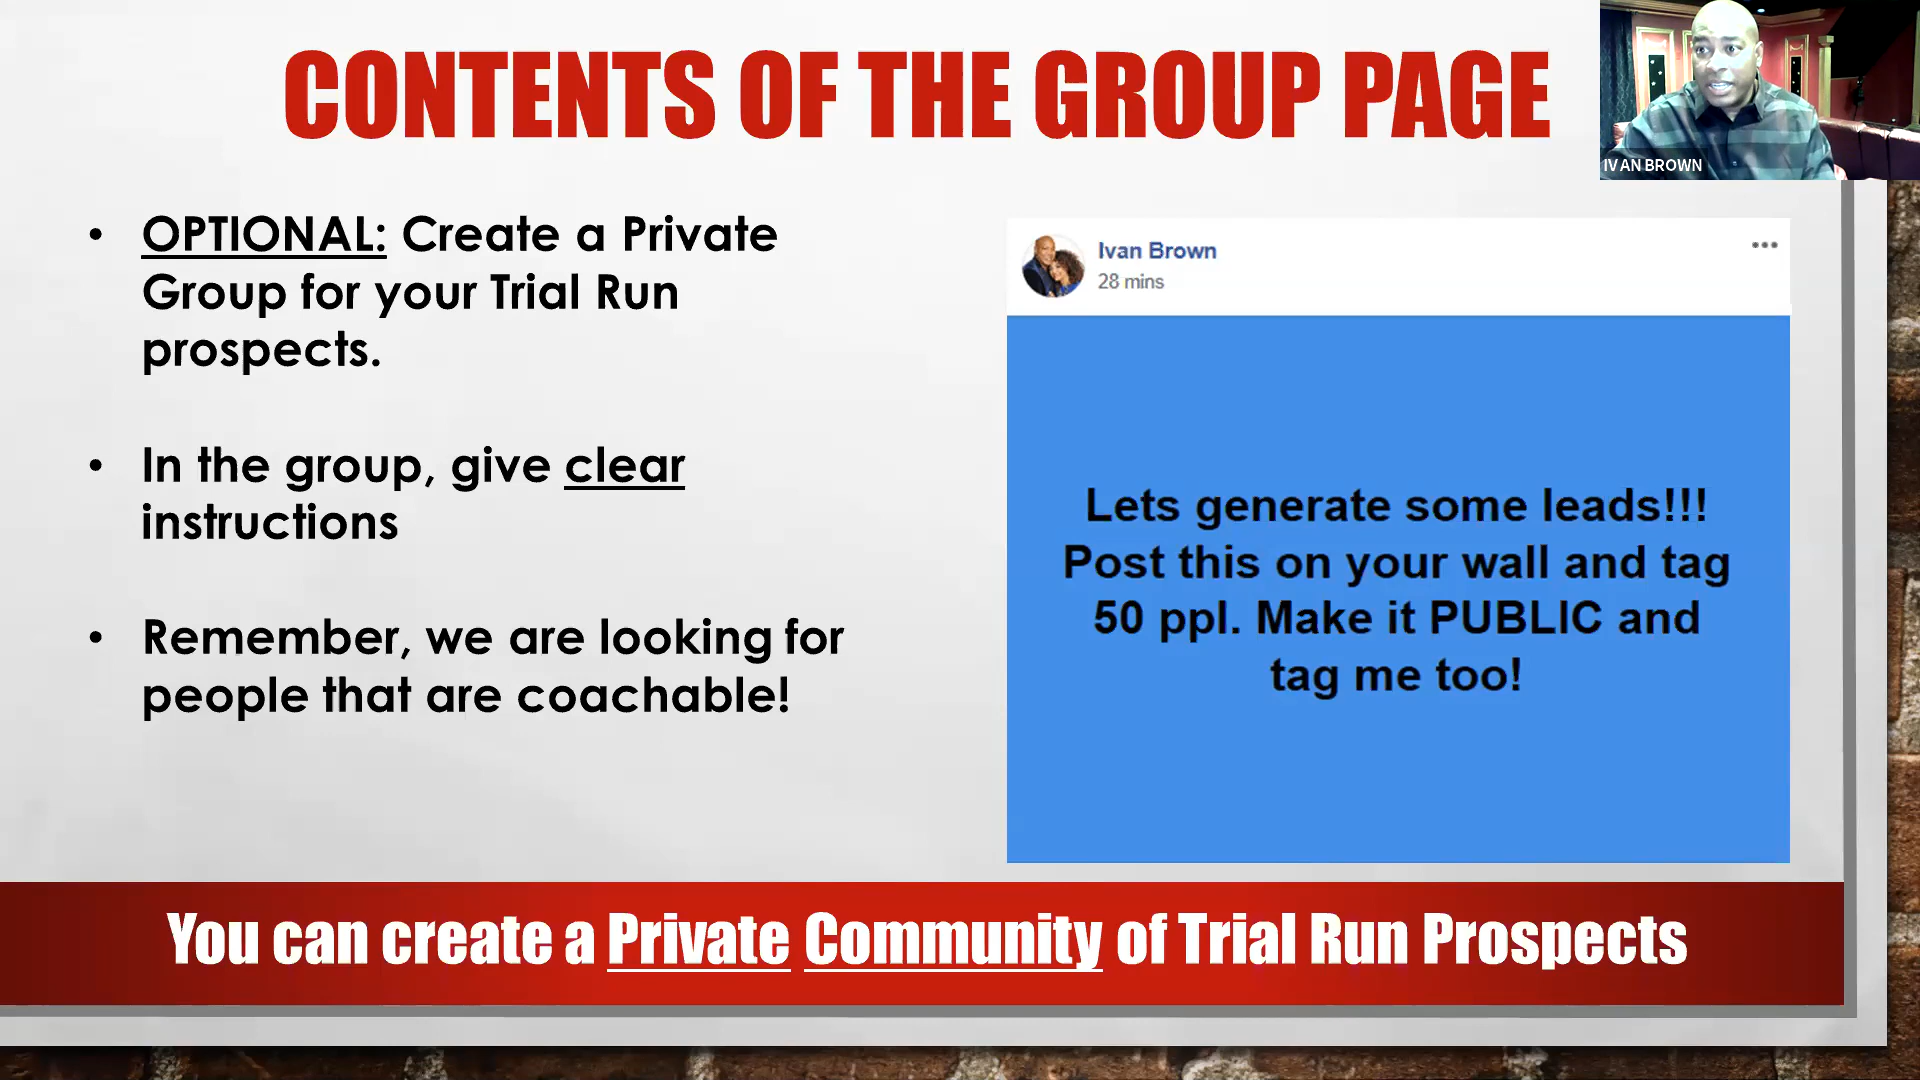 CONTENTS OF THE GROUP PAGE
IVAN BROWN
• OPTIONAL: Create a Private
Group for your Trial Run
prospects.
• In the group, give clear
instructions
• Remember, we are looking for
people that are coachable!
Ivan Brown
28 mins
Lets generate some leads!!!
Post this on your wall and tag
50 ppl. Make it PUBLIC and
tag me too!
You can create a Private Community of Trial Run Prospects